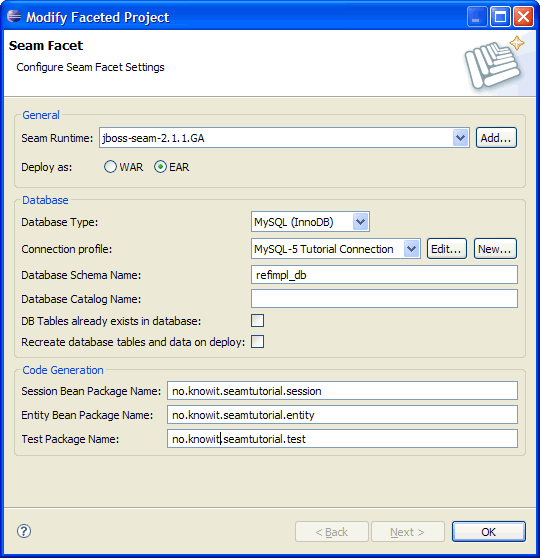 Modify Faceted Project
Seam Facet
Configure Seam Facet Settings
General
Seam Runtime: jboss-seam-2.1.1.GA Add...
Deploy as: WAR EAR
Database
Database Type: MySQL (InnoDB)
Connection profile: MySQL-5 Tutorial Connection Edit... New...
Database Schema Name: refimpl_db
Database Catalog Name:
DB Tables already exists in database:
Recreate database tables and data on deploy:
Code Generation
Session Bean Package Name: no.knowit.seamtutorial.session
Entity Bean Package Name: no.knowit.seamtutorial.entity
Test Package Name: no.knowit.seamtutorial.test
? < Back Next > OK